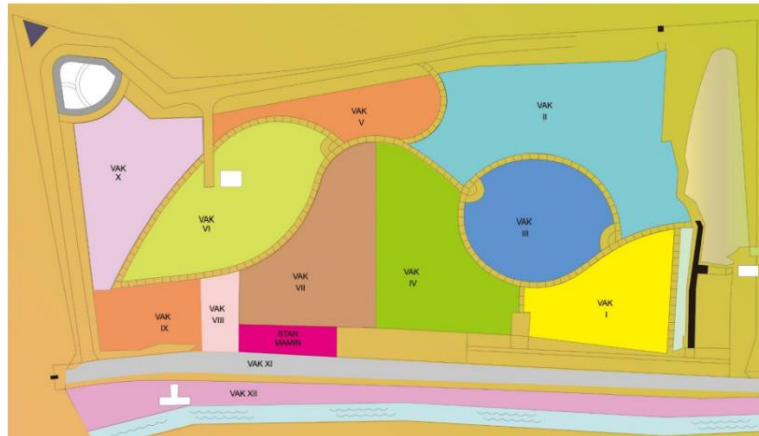 VAK
V
VAK
II
VAK
X
VAK
VI
VAK
III
VAK
VII
VAK
IV
VAK
I
VAK
VIII
VAK
IX
STAN
MAMIN
VAK XI
VAK XII